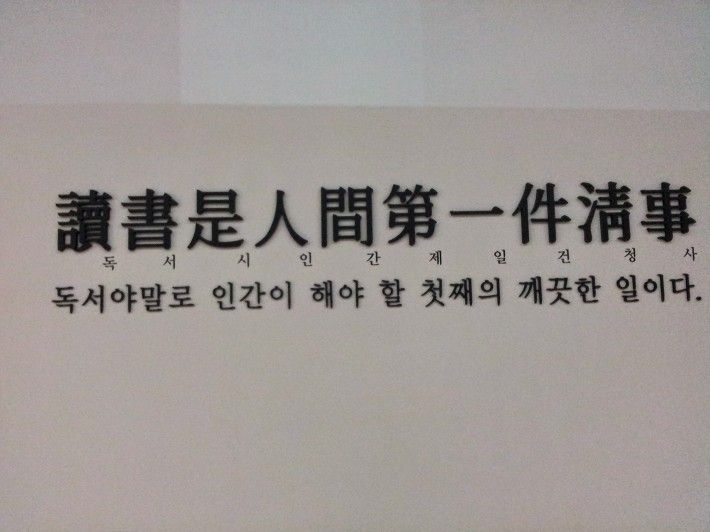 讀書是人間第一件淸事
독서시인간제일건청사
독서야말로 인간이 해야 할 첫째의 깨끗한 일이다.